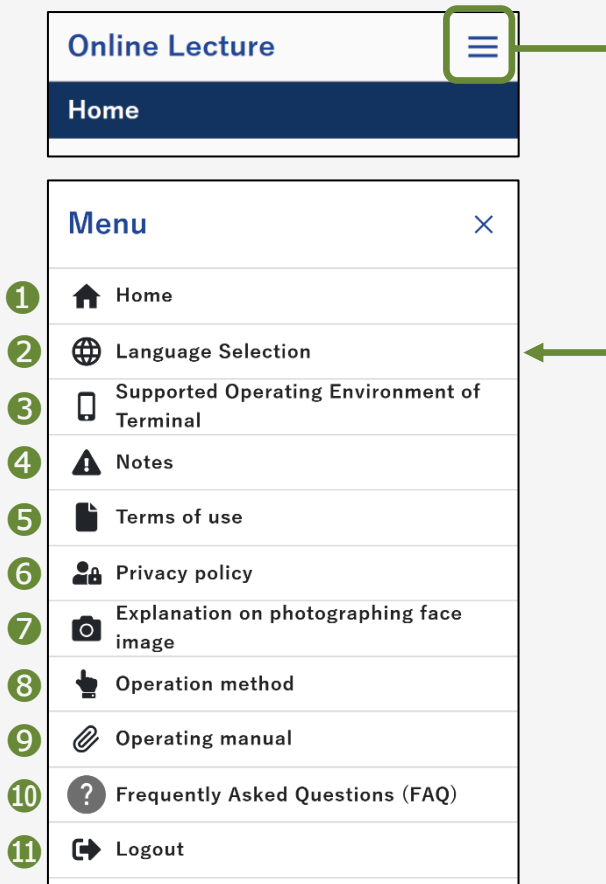 Online Lecture
Home
Menu
1 Home
2 Language Selection
3 Supported Operating Environment of
Terminal
4 Notes
5 Terms of use
6 Privacy policy
7 Explanation on photographing face
image
8 Operation method
9 Operating manual
10 ? Frequently Asked Questions (FAQ)
11 Logout